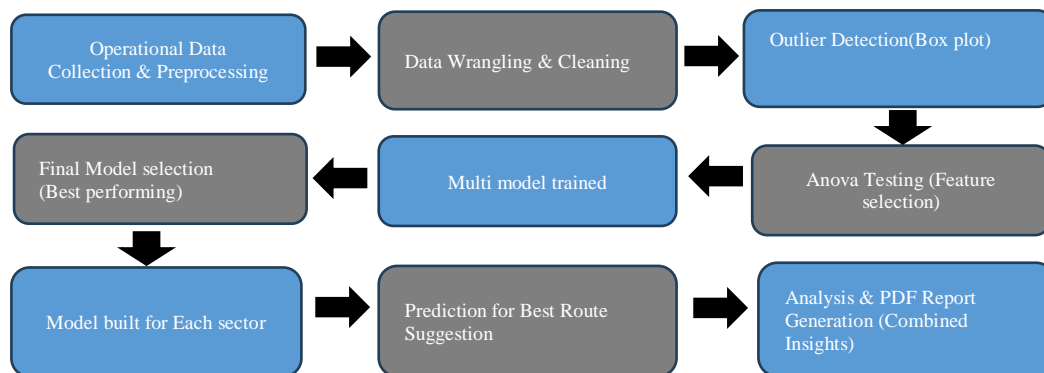 Operational Data
Collection & Preprocessing
Data Wrangling & Cleaning
Outlier Detection(Box plot)
Anova Testing (Feature
selection)
Multi model trained
Final Model selection
(Best performing)
Model built for Each sector
Prediction for Best Route
Suggestion
Analysis & PDF Report
Generation (Combined
Insights)